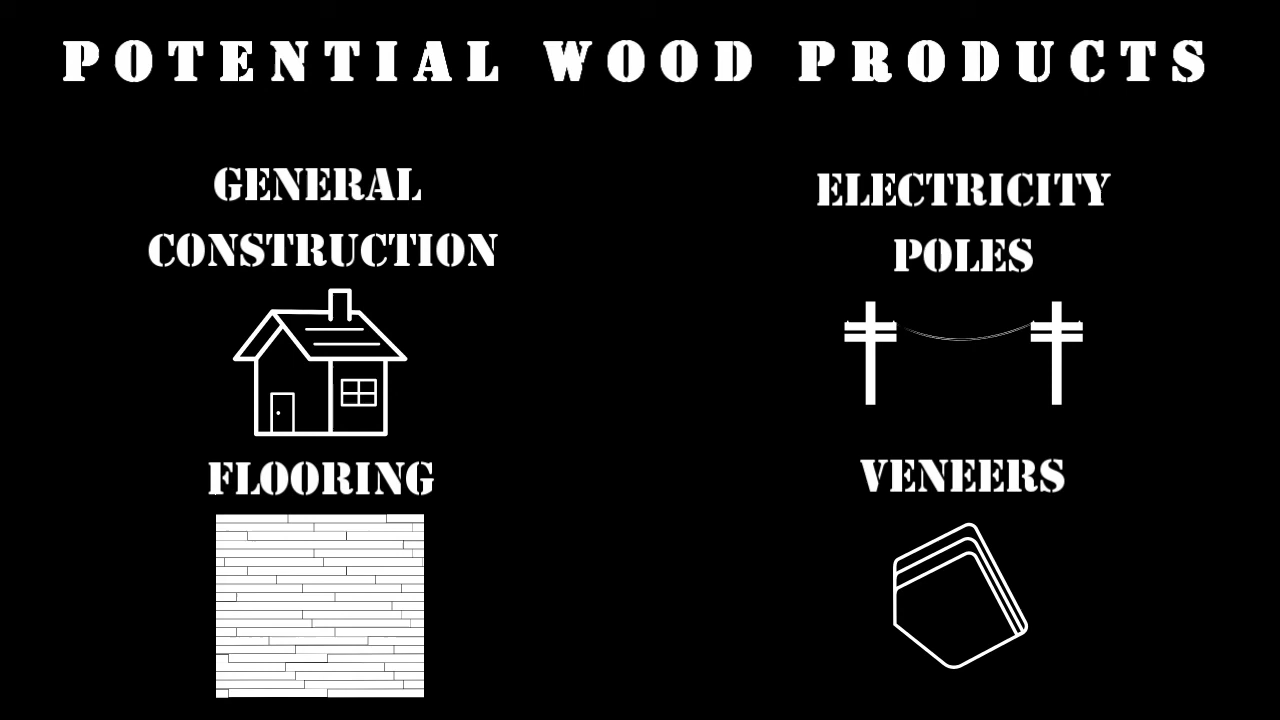 POTENTIAL WOOD PRODUCTS
GENERAL
CONSTRUCTION
ELECTRICITY
POLES
FLOORING
VENEERS